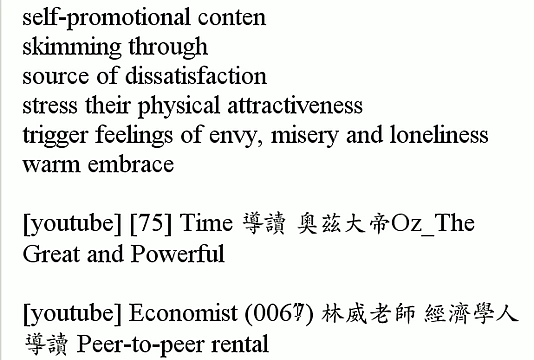 self-promotional conten
skimming through
source of dissatisfaction
stress their physical attractiveness
trigger feelings of envy, misery and loneliness
warm embrace
[youtube] [75] Time 導讀 奧茲大帝Oz_The
Great and Powerful
[youtube] Economist (0067) 林威老師 經濟學人
導讀 Peer-to-peer rental